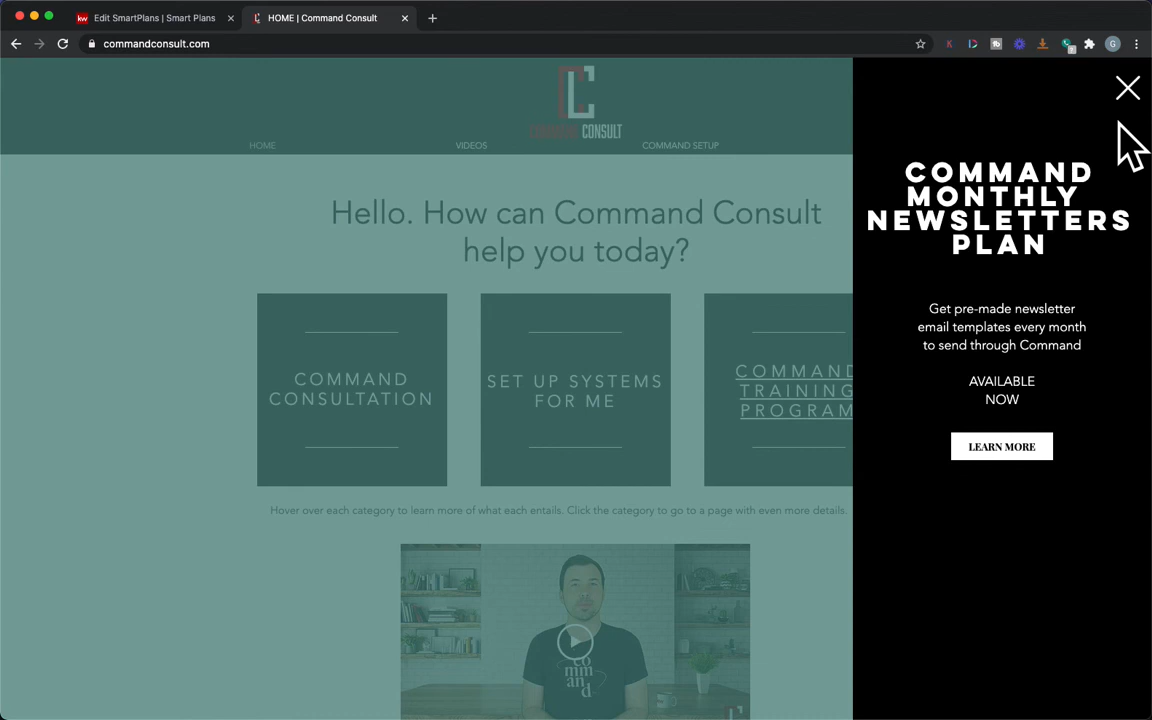 Edit SmartPlans | Smart Plans
HOME | Command Consult
commandconsult.com
CONSULT
HOME
VIDEOS
COMMAND SETUP
Hello. How can Command Consult
help you today?
COMMAND
CONSULTATION
SET UP SYSTEMS
FOR ME
COMMAND
TRAINING
PROGRAM
Hover over each category to learn more of what each entails. Click the category to go to a page with even more details.
co
mm
an
d
COMMAND
MONTHLY
NEWSLETTERS
PLAN
Get pre-made newsletter
email templates every month
to send through Command
AVAILABLE
NOW
LEARN MORE